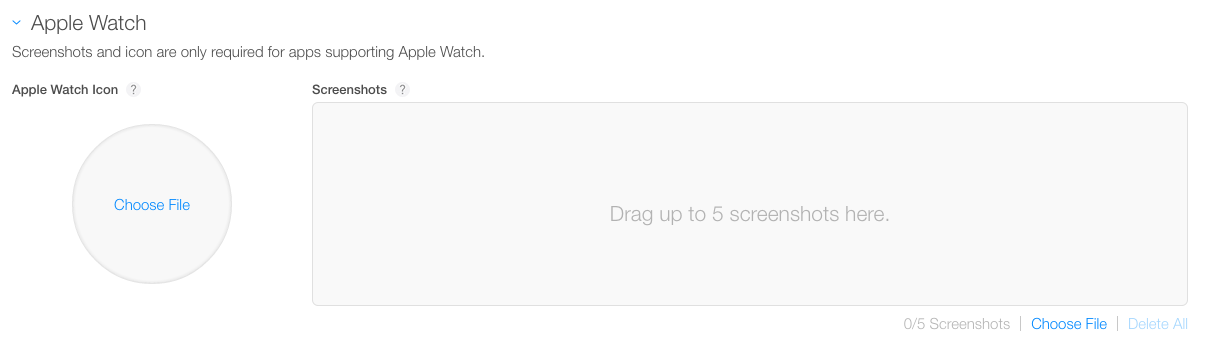 Apple Watch
Screenshots and icon are only required for apps supporting Apple Watch.
Apple Watch Icon ?
Screenshots ?
Choose File
Drag up to 5 screenshots here.
0/5 Screenshots | Choose File | Delete All